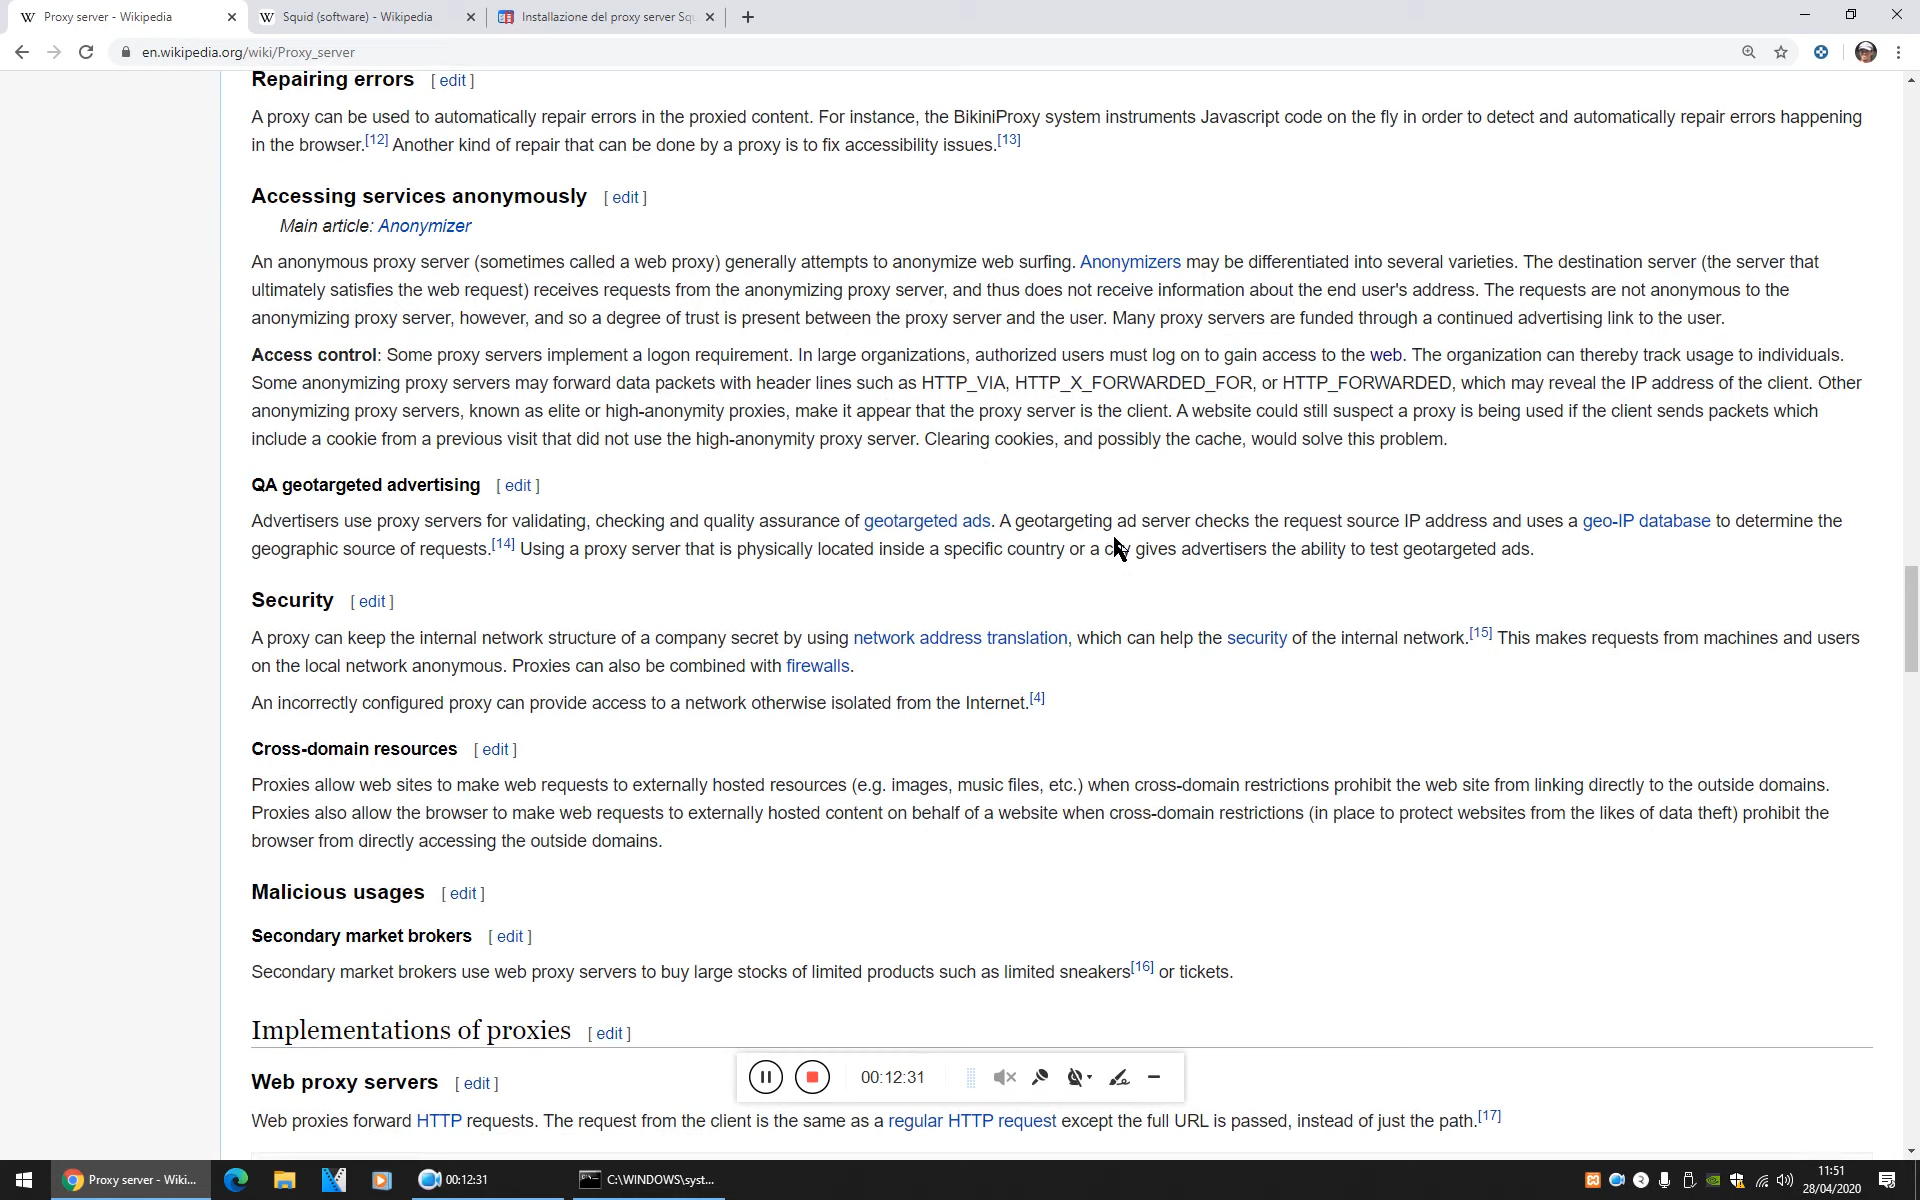 Proxy server - Wikipedia
Squid (software) - Wikipedia
Installazione del proxy server Squ
en.wikipedia.org/wiki/Proxy_server
Repairing errors [ edit ]
A proxy can be used to automatically repair errors in the proxied content. For instance, the BikiniProxy system instruments Javascript code on the fly in order to detect and automatically repair errors happening
in the browser.[12] Another kind of repair that can be done by a proxy is to fix accessibility issues.[13]
Accessing services anonymously [ edit ]
Main article: Anonymizer
An anonymous proxy server (sometimes called a web proxy) generally attempts to anonymize web surfing. Anonymizers may be differentiated into several varieties. The destination server (the server that
ultimately satisfies the web request) receives requests from the anonymizing proxy server, and thus does not receive information about the end user's address. The requests are not anonymous to the
anonymizing proxy server, however, and so a degree of trust is present between the proxy server and the user. Many proxy servers are funded through a continued advertising link to the user.
Access control: Some proxy servers implement a logon requirement. In large organizations, authorized users must log on to gain access to the web. The organization can thereby track usage to individuals.
Some anonymizing proxy servers may forward data packets with header lines such as HTTP_VIA, HTTP_X_FORWARDED_FOR, or HTTP_FORWARDED, which may reveal the IP address of the client. Other
anonymizing proxy servers, known as elite or high-anonymity proxies, make it appear that the proxy server is the client. A website could still suspect a proxy is being used if the client sends packets which
include a cookie from a previous visit that did not use the high-anonymity proxy server. Clearing cookies, and possibly the cache, would solve this problem.
QA geotargeted advertising [ edit ]
Advertisers use proxy servers for validating, checking and quality assurance of geotargeted ads. A geotargeting ad server checks the request source IP address and uses a geo-IP database to determine the
geographic source of requests.[14] Using a proxy server that is physically located inside a specific country or a city gives advertisers the ability to test geotargeted ads.
Security [ edit ]
A proxy can keep the internal network structure of a company secret by using network address translation, which can help the security of the internal network.[15] This makes requests from machines and users
on the local network anonymous. Proxies can also be combined with firewalls.
An incorrectly configured proxy can provide access to a network otherwise isolated from the Internet.[4]
Cross-domain resources [ edit ]
Proxies allow web sites to make web requests to externally hosted resources (e.g. images, music files, etc.) when cross-domain restrictions prohibit the web site from linking directly to the outside domains.
Proxies also allow the browser to make web requests to externally hosted content on behalf of a website when cross-domain restrictions (in place to protect websites from the likes of data theft) prohibit the
browser from directly accessing the outside domains.
Malicious usages [ edit ]
Secondary market brokers [ edit ]
Secondary market brokers use web proxy servers to buy large stocks of limited products such as limited sneakers[16] or tickets.
Implementations of proxies [ edit ]
Web proxy servers [ edit ]
00:12:31
Web proxies forward HTTP requests. The request from the client is the same as a regular HTTP request except the full URL is passed, instead of just the path.[17]
Proxy server - Wiki...
00:12:31
C:\WINDOWS\syst...
11:51
28/04/2020